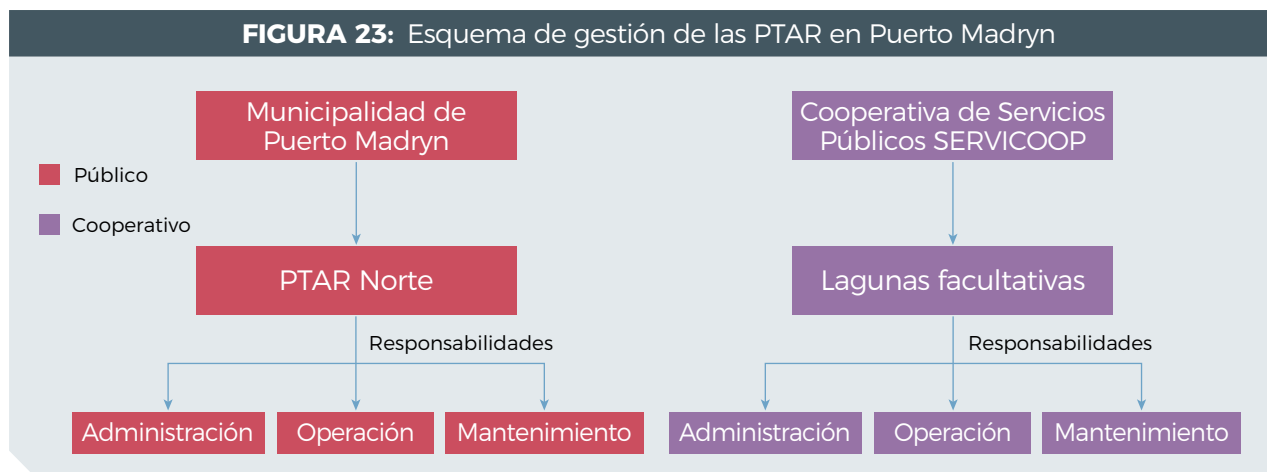 FIGURA 23: Esquema de gestión de las PTAR en Puerto Madryn
Municipalidad de
Puerto Madryn
Cooperativa de Servicios
Públicos SERVICOOP
Público
Cooperativo
PTAR Norte
Lagunas facultativas
Responsabilidades
Responsabilidades
Administración
Operación
Mantenimiento
Administración
Operación
Mantenimiento